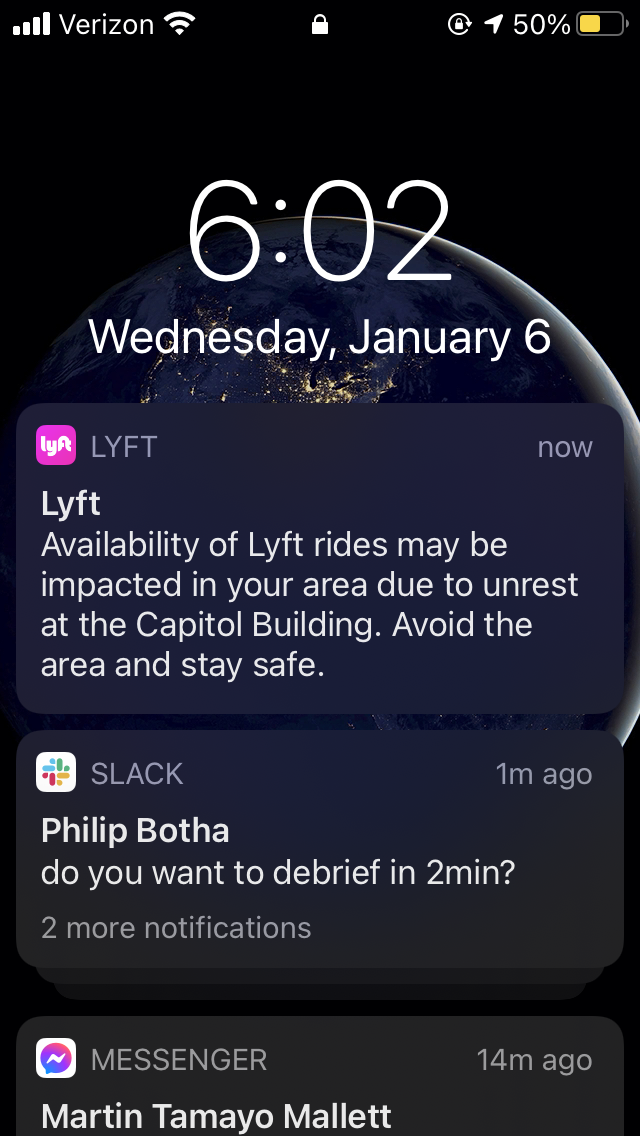 Verizon 50%
6:02
Wednesday, January 6
lyft LYFT now
Lyft
Availability of Lyft rides may be
impacted in your area due to unrest
at the Capitol Building. Avoid the
area and stay safe.
SLACK 1m ago
Philip Botha
do you want to debrief in 2min?
2 more notifications
MESSENGER 14m ago
Martin Tamayo Mallett